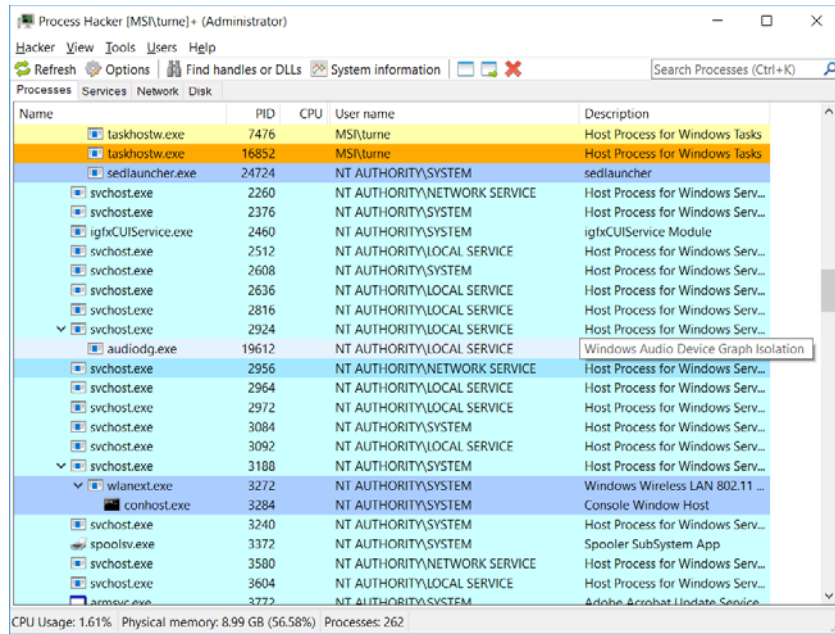 Process Hacker [MSI\turne]+ (Administrator)
Hacker View Tools Users Help
Refresh Options Find handles or DLLs System information Search Processes (Ctrl+K)
Processes Services Network Disk
Name PID CPU User name Description
taskhostw.exe 7476 MSI\turne Host Process for Windows Tasks
taskhostw.exe 16852 MSI\turne Host Process for Windows Tasks
sedlauncher.exe 24724 NT AUTHORITY\SYSTEM sedlauncher
svchost.exe 2260 NT AUTHORITY\NETWORK SERVICE Host Process for Windows Serv...
svchost.exe 2376 NT AUTHORITY\SYSTEM Host Process for Windows Serv...
igfxCUIService.exe 2460 NT AUTHORITY\SYSTEM igfxCUIService Module
svchost.exe 2512 NT AUTHORITY\LOCAL SERVICE Host Process for Windows Serv...
svchost.exe 2608 NT AUTHORITY\SYSTEM Host Process for Windows Serv...
svchost.exe 2636 NT AUTHORITY\LOCAL SERVICE Host Process for Windows Serv...
svchost.exe 2816 NT AUTHORITY\LOCAL SERVICE Host Process for Windows Serv...
svchost.exe 2924 NT AUTHORITY\LOCAL SERVICE Host Process for Windows Serv...
audiodg.exe 19612 NT AUTHORITY\LOCAL SERVICE Windows Audio Device Graph Isolation
svchost.exe 2956 NT AUTHORITY\NETWORK SERVICE Host Process for Windows Serv...
svchost.exe 2964 NT AUTHORITY\LOCAL SERVICE Host Process for Windows Serv...
svchost.exe 2972 NT AUTHORITY\LOCAL SERVICE Host Process for Windows Serv...
svchost.exe 3084 NT AUTHORITY\SYSTEM Host Process for Windows Serv...
svchost.exe 3092 NT AUTHORITY\LOCAL SERVICE Host Process for Windows Serv...
svchost.exe 3188 NT AUTHORITY\SYSTEM Host Process for Windows Serv...
wlanext.exe 3272 NT AUTHORITY\SYSTEM Windows Wireless LAN 802.11 ...
conhost.exe 3284 NT AUTHORITY\SYSTEM Console Window Host
svchost.exe 3240 NT AUTHORITY\SYSTEM Host Process for Windows Serv...
spoolsv.exe 3372 NT AUTHORITY\SYSTEM Spooler SubSystem App
svchost.exe 3580 NT AUTHORITY\NETWORK SERVICE Host Process for Windows Serv...
svchost.exe 3604 NT AUTHORITY\LOCAL SERVICE Host Process for Windows Serv...
armsvc.exe 3772 NT AUTHORITY\SYSTEM Adobe Acrobat Update Service
CPU Usage: 1.61% Physical memory: 8.99 GB (56.58%) Processes: 262